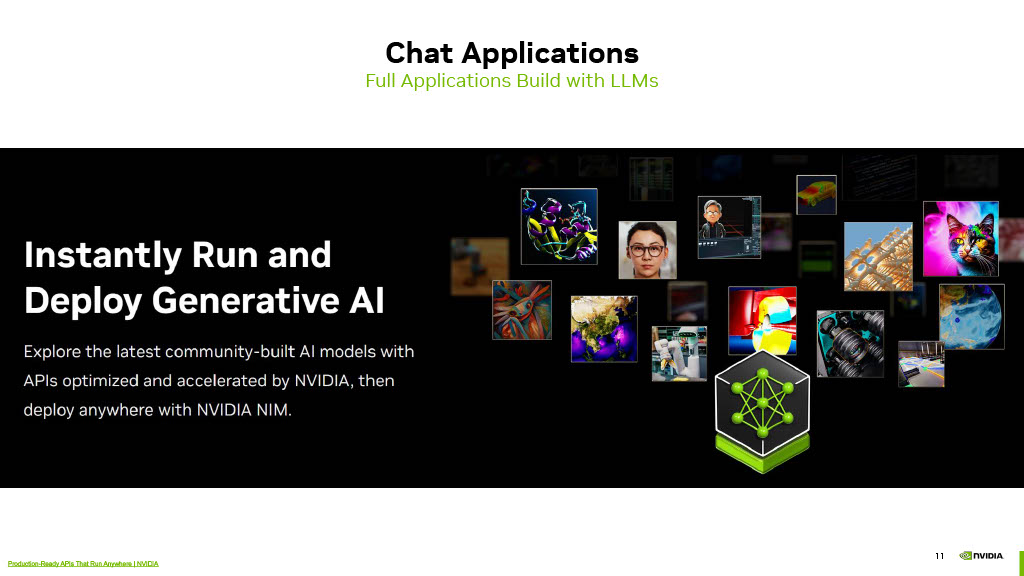 Chat Applications
Full Applications Build with LLMs
Instantly Run and
Deploy Generative AI
Explore the latest community-built AI models with
APIs optimized and accelerated by NVIDIA, then
deploy anywhere with NVIDIA NIM.
Production-Ready APIs That Run Anywhere | NVIDIA
11
NVIDIA